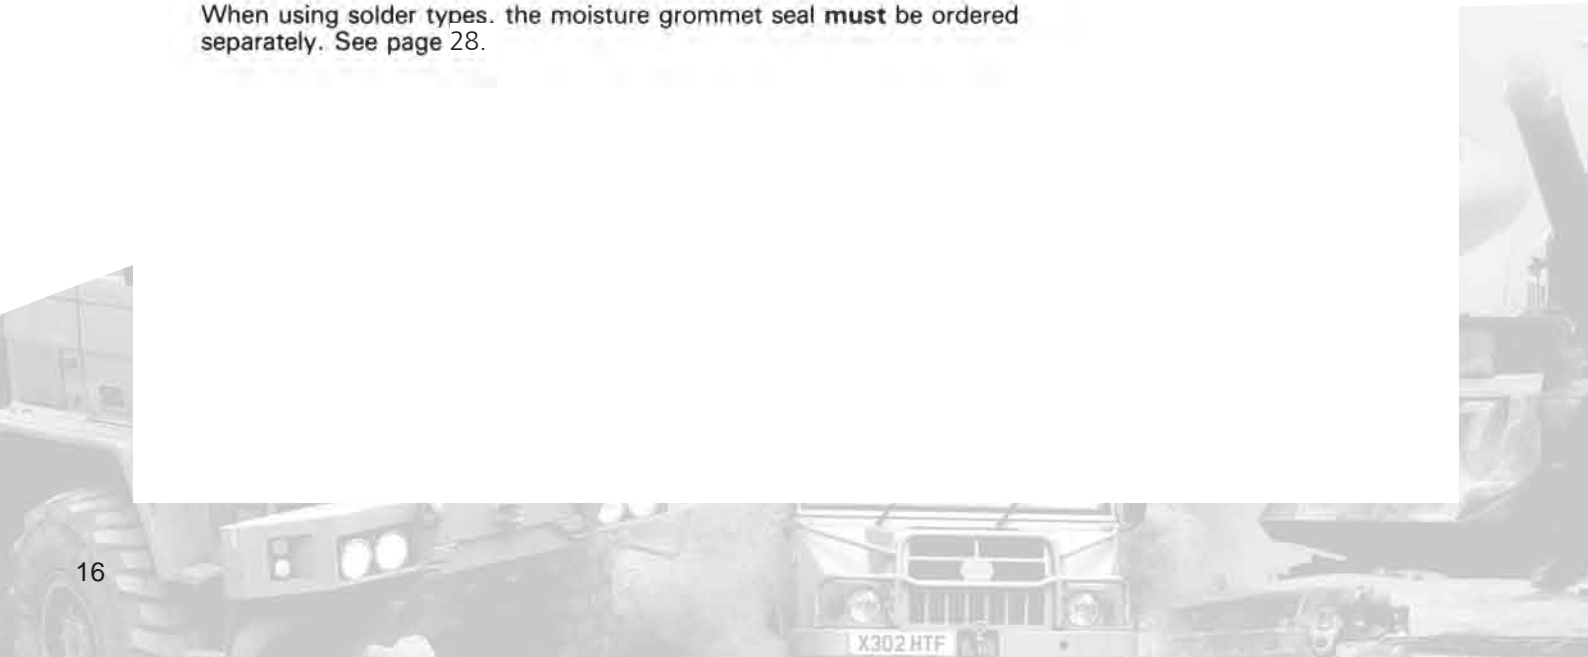 When using solder types, the moisture grommet seal must be ordered
separately. See page 28.
16
X302 HTF